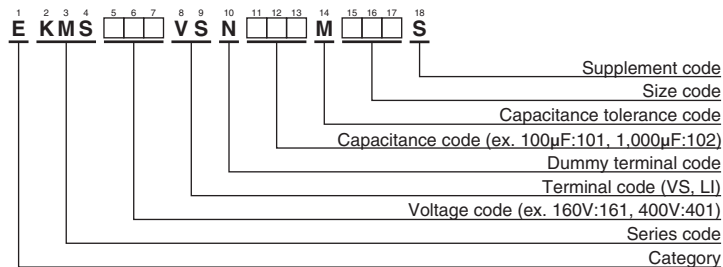 1 2 3 4 5 6 7 8 9 10 11 12 13 14 15 16 17 18
E KMS VS N M S
Supplement code
Size code
Capacitance tolerance code
Capacitance code (ex. 100μF:101, 1,000μF:102)
Dummy terminal code
Terminal code (VS, LI)
Voltage code (ex. 160V:161, 400V:401)
Series code
Category